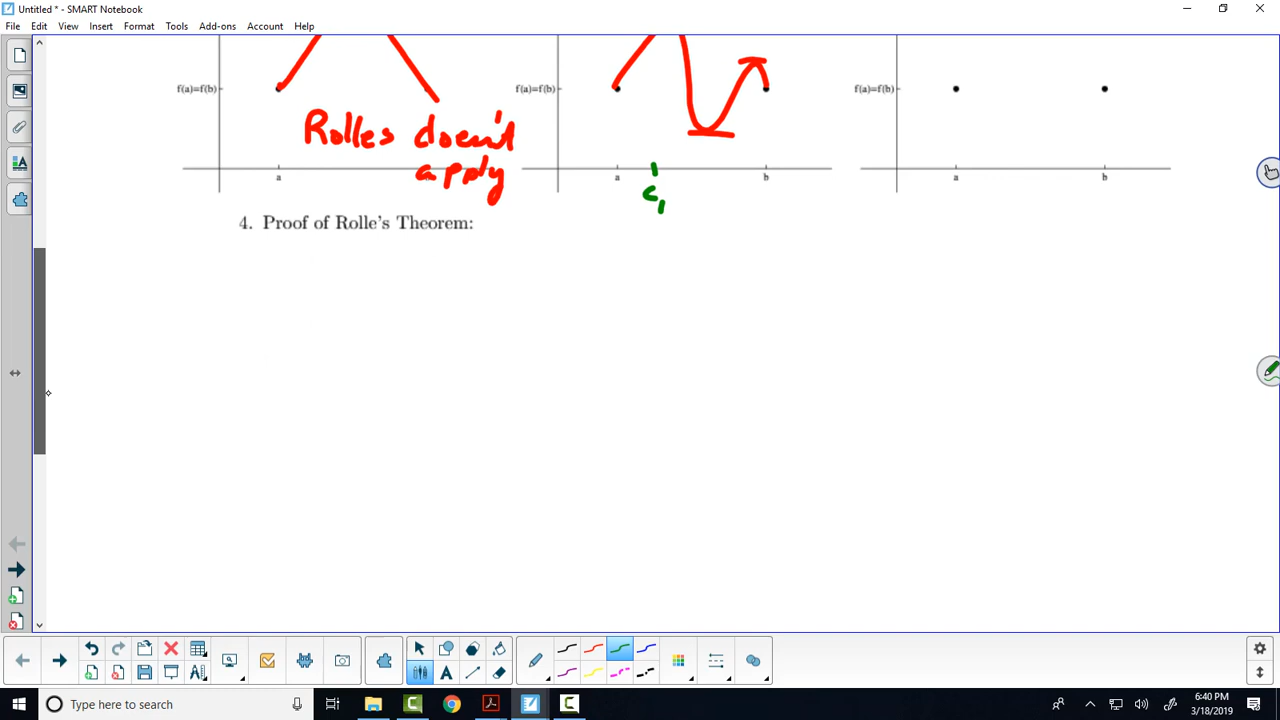 Untitled * - SMART Notebook
File Edit View Insert Format Tools Add-ons Account Help
f(a)=f(b) f(a)=f(b) f(a)=f(b)
Rolles doesn't
apply
a a b a b
c₁
4. Proof of Rolle's Theorem:
Type here to search
6:40 PM
3/18/2019